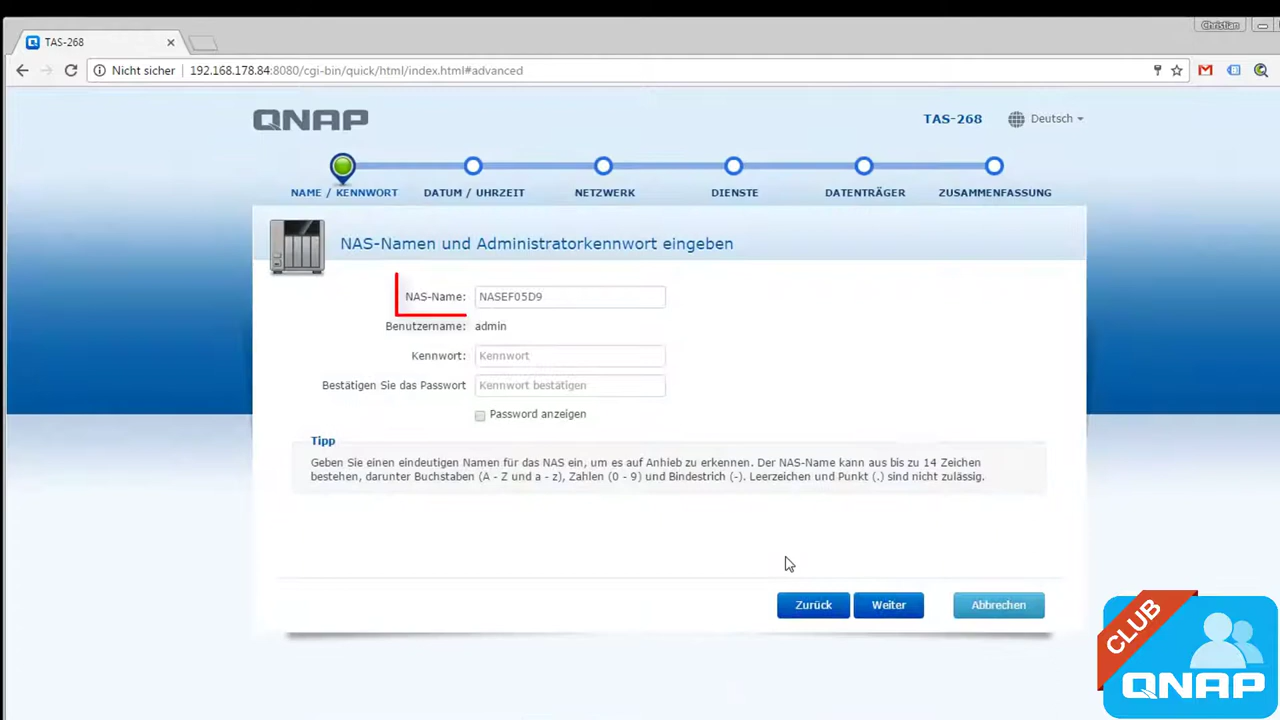 Christian
TAS-268
Nicht sicher 192.168.178.84:8080/cgi-bin/quick/html/index.html#advanced
QNAP
TAS-268 Deutsch
NAME / KENNWORT DATUM / UHRZEIT NETZWERK DIENSTE DATENTRÄGER ZUSAMMENFASSUNG
NAS-Namen und Administratorkennwort eingeben
NAS-Name: NASEF05D9
Benutzername: admin
Kennwort: Kennwort
Bestätigen Sie das Passwort Kennwort bestätigen
Password anzeigen
Tipp
Geben Sie einen eindeutigen Namen für das NAS ein, um es auf Anhieb zu erkennen. Der NAS-Name kann aus bis zu 14 Zeichen
bestehen, darunter Buchstaben (A - Z und a - z), Zahlen (0 - 9) und Bindestrich (-). Leerzeichen und Punkt (.) sind nicht zulässig.
Zurück Weiter Abbrechen
CLUB
QNAP